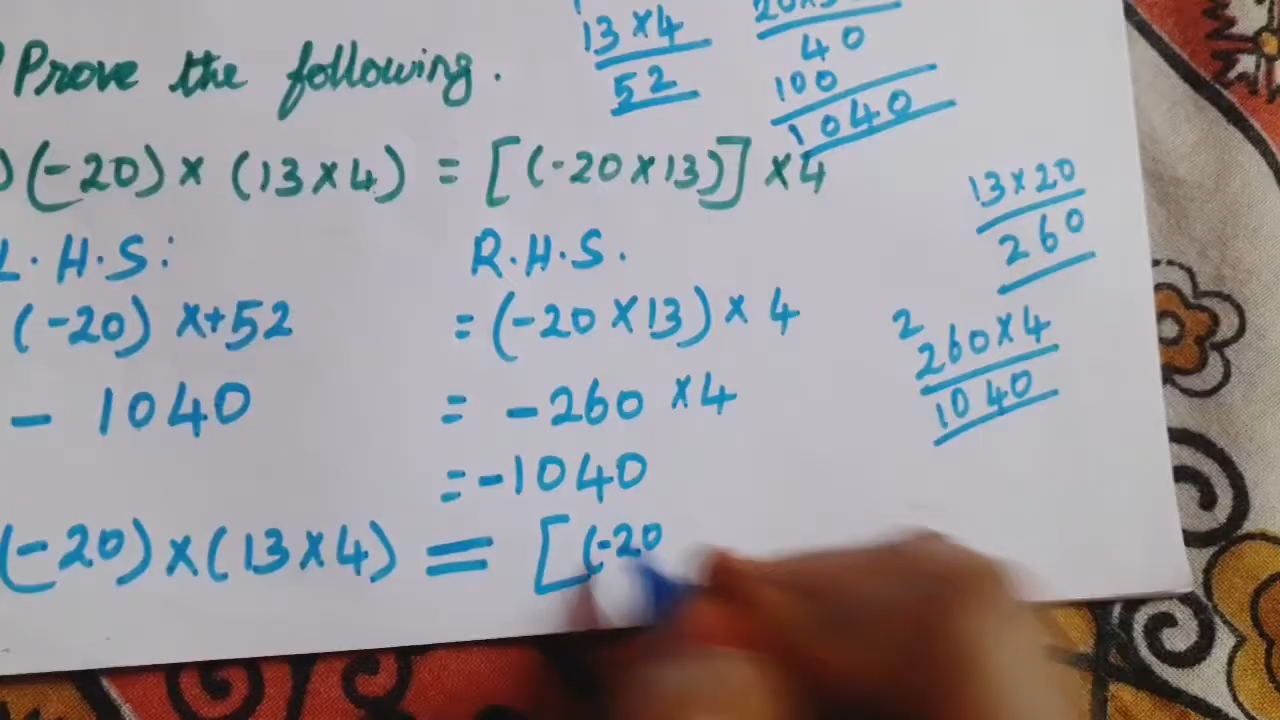 Prove the following.
(-20) × (13 × 4) = [(-20 × 13)] × 4
L.H.S:
(-20) × +52
- 1040
R.H.S.
= (-20 × 13) × 4
= -260 × 4
= -1040
(-20) × (13 × 4) = [(-20
13 × 4
52
40
100
1040
13 × 20
260
2
260 × 4
1040